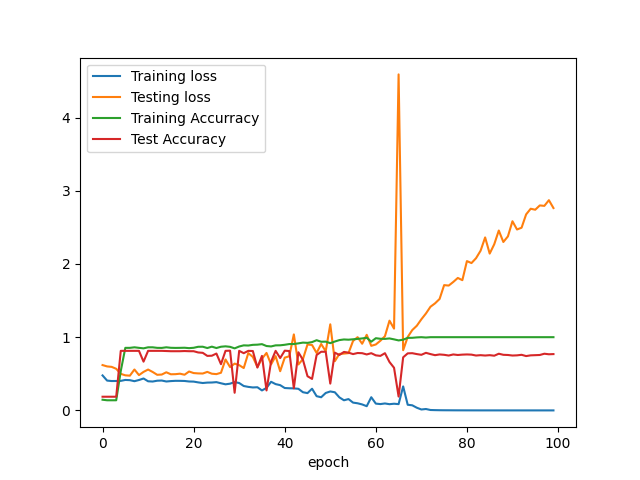 Training loss
Testing loss
Training Accurracy
Test Accuracy
4
3
2
1
0
0 20 40 60 80 100
epoch